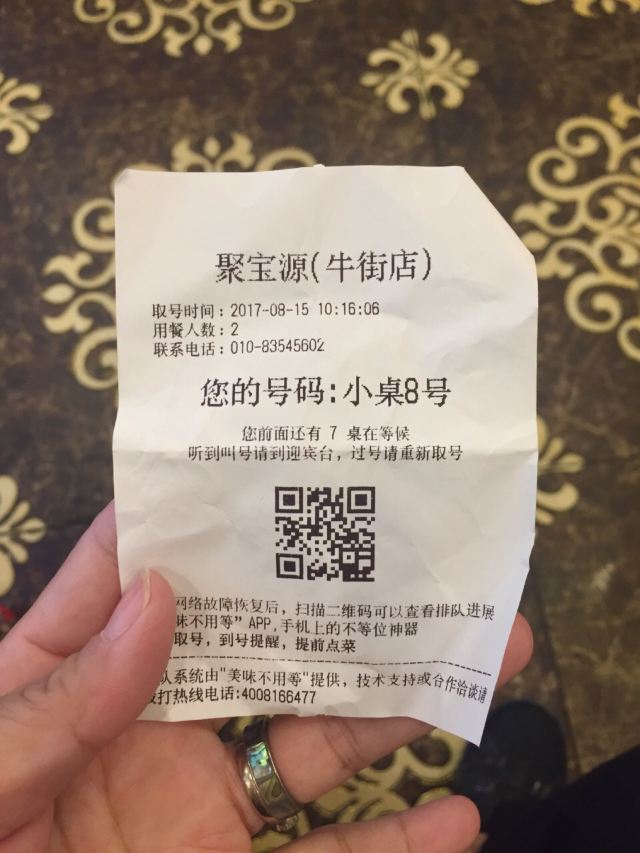 聚宝源(牛街店)
取号时间：2017-08-15 10:16:06
用餐人数：2
联系电话：010-83545602
您的号码：小桌8号
您前面还有 7 桌在等候
听到叫号请到迎宾台，过号请重新取号
网络故障恢复后，扫描二维码可以查看排队进展
味不用等”APP,手机上的不等位神器
取号，到号提醒，提前点菜
队系统由"美味不用等"提供，技术支持或合作洽谈请
拨打热线电话:4008166477